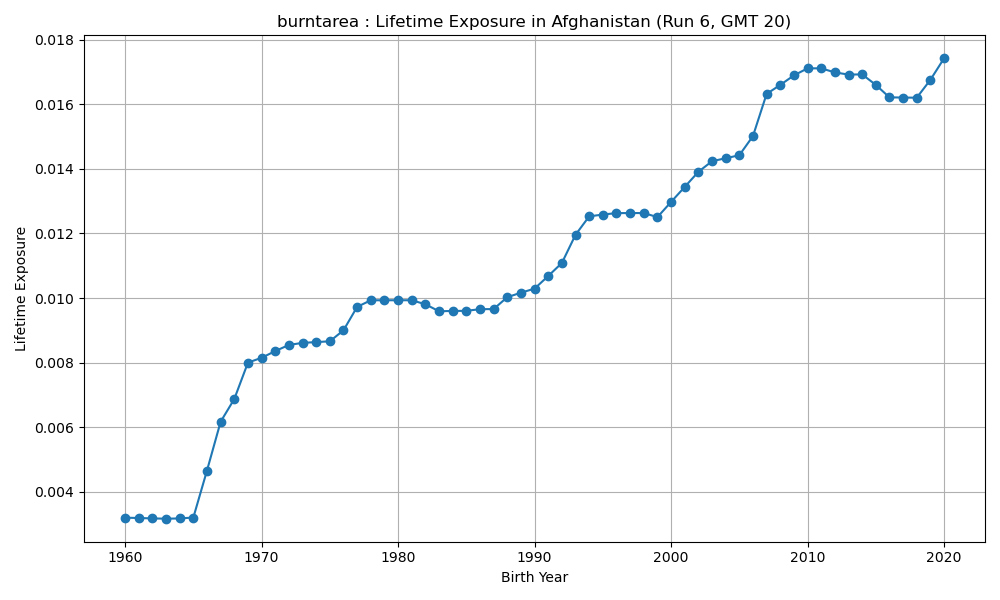 burntarea : Lifetime Exposure in Afghanistan (Run 6, GMT 20)
0.018
0.016
0.014
0.012
0.010
0.008
0.006
0.004
Lifetime Exposure
1960 1970 1980 1990 2000 2010 2020
Birth Year